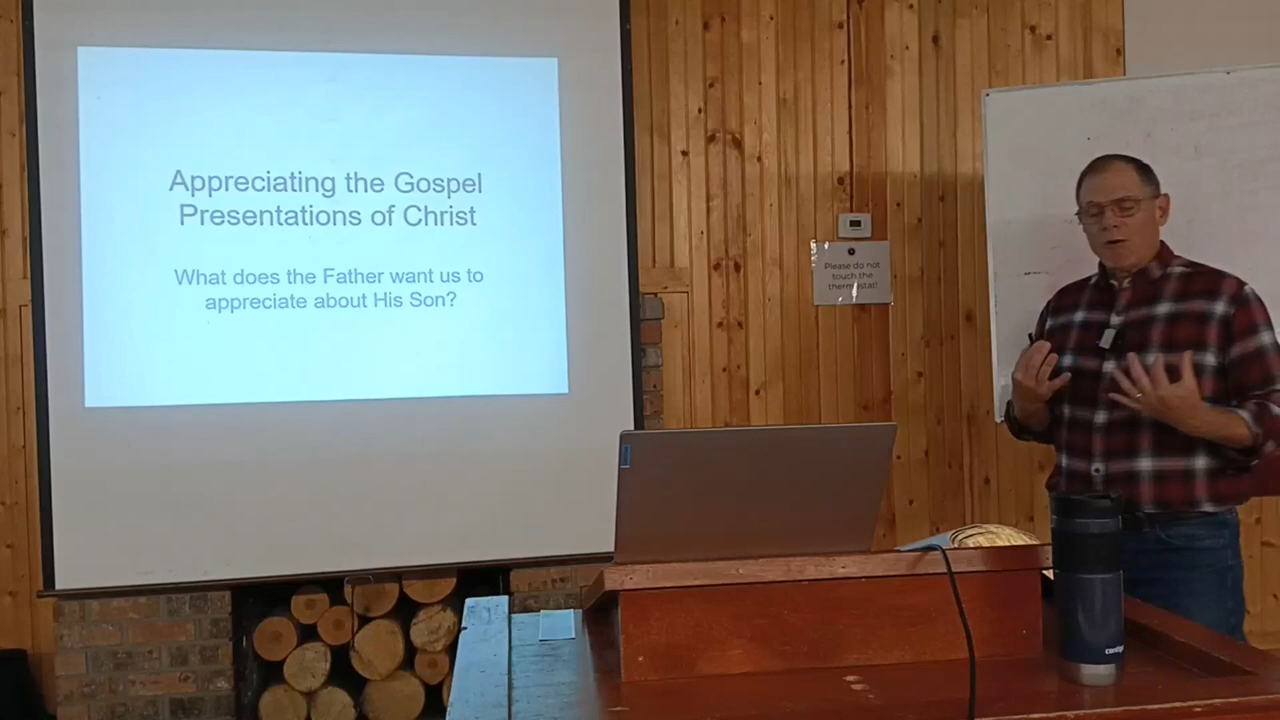 Appreciating the Gospel
Presentations of Christ
What does the Father want us to
appreciate about His Son?
Please do not
touch the
thermostat!
contigo